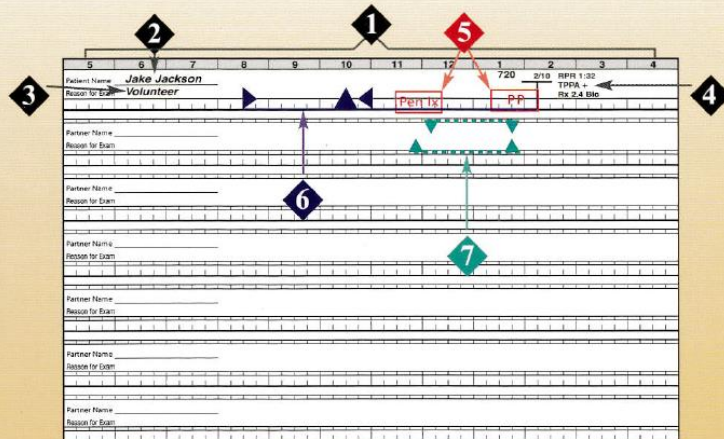 1
2
5
5 6 7 8 9 10 11 12 1 2 3 4
Patient Name Jake Jackson 720 2/10 RPR 1:32
3
Reason for Exam Volunteer TPPA +
4
Pen Ix PP Rx 2.4 Bic
Partner Name
Reason for Exam
6
Partner Name
Reason for Exam
7
Partner Name
Reason for Exam
Partner Name
Reason for Exam
Partner Name
Reason for Exam
Partner Name
Reason for Exam